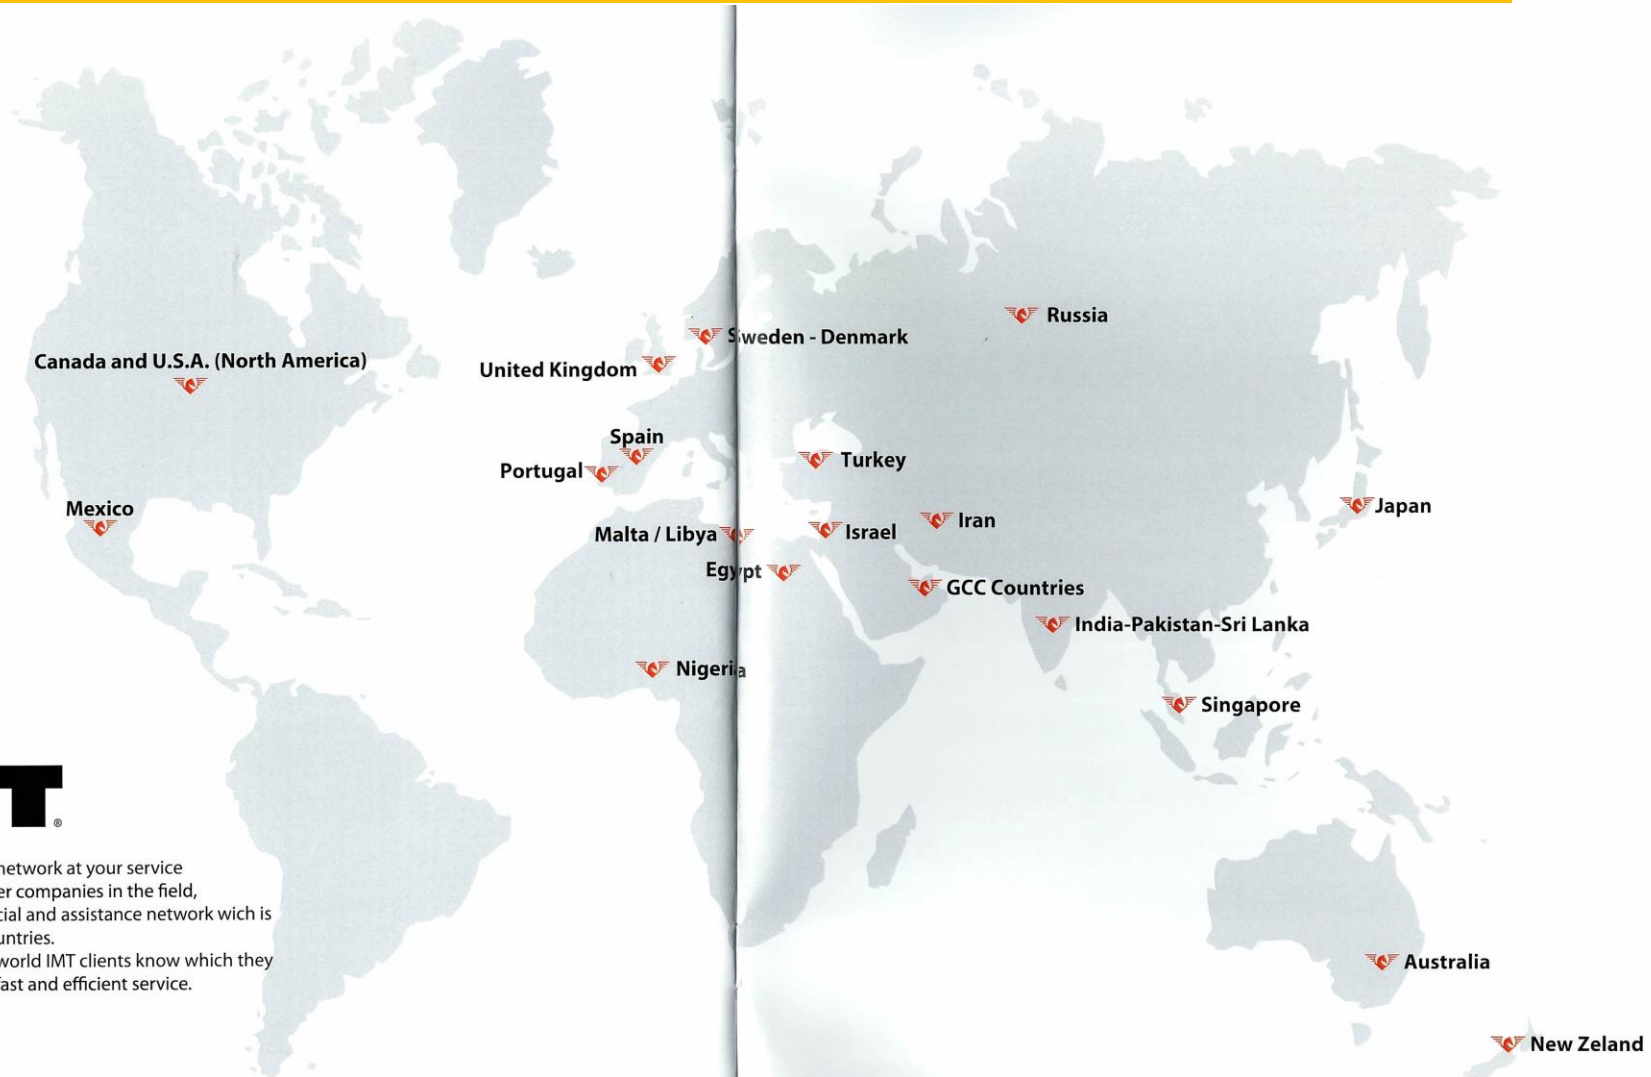 Russia
Sweden - Denmark
Canada and U.S.A. (North America)
United Kingdom
Spain
Turkey
Portugal
Mexico
Japan
Iran
Malta / Libya
Israel
Egypt
GCC Countries
India-Pakistan-Sri Lanka
Nigeria
Singapore
T®
network at your service
er companies in the field,
cial and assistance network wich is
untries.
world IMT clients know which they
fast and efficient service.
Australia
New Zeland